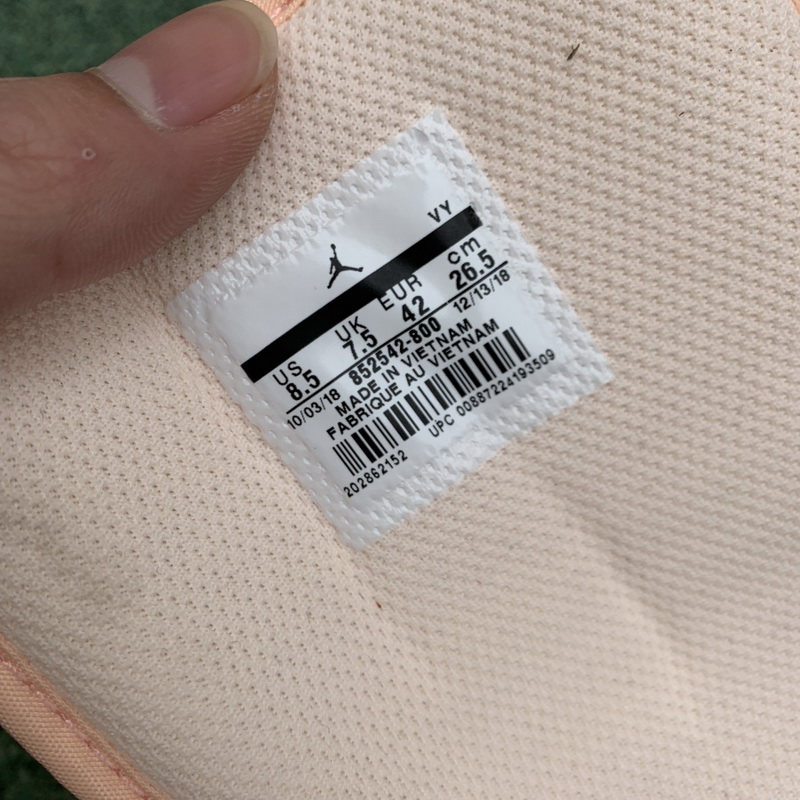 VY
US UK EUR cm
8.5 7.5 42 26.5
10/03/18 852542-800 12/13/18
MADE IN VIETNAM
FABRIQUE AU VIETNAM
202862152 UPC 00887224193509